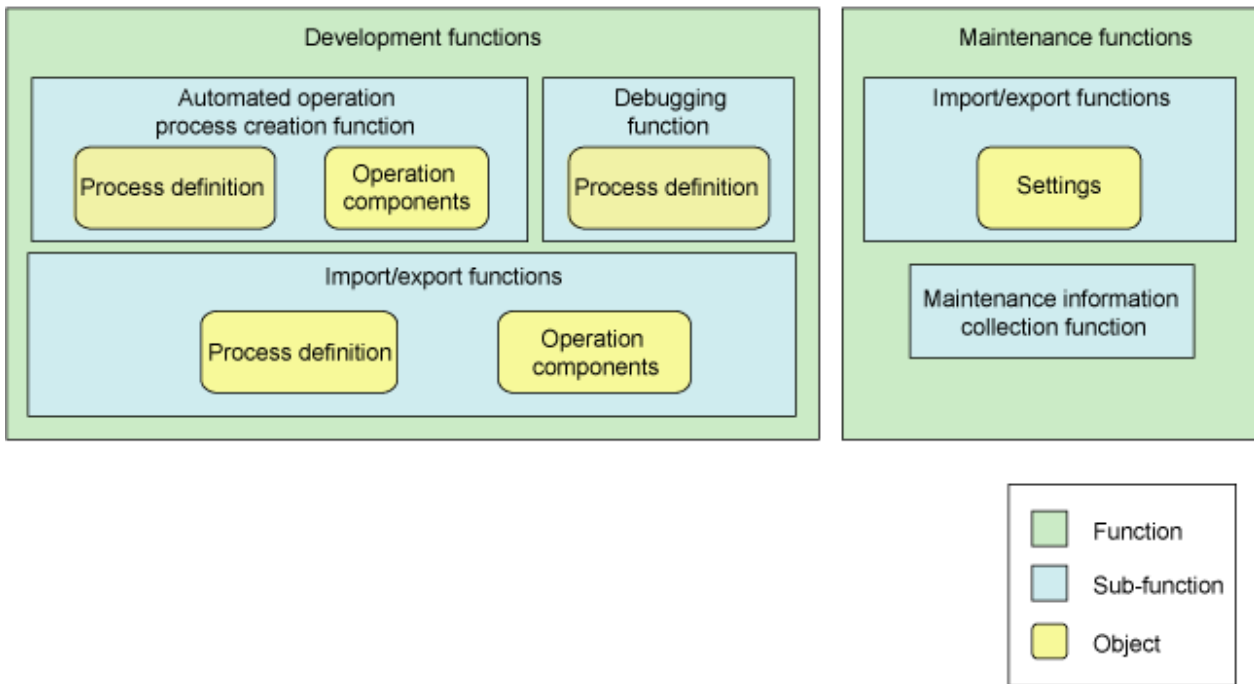 Development functions
Automated operation
process creation function
Process definition
Operation
components
Debugging
function
Process definition
Import/export functions
Process definition
Operation
components
Maintenance functions
Import/export functions
Settings
Maintenance information
collection function
Function
Sub-function
Object